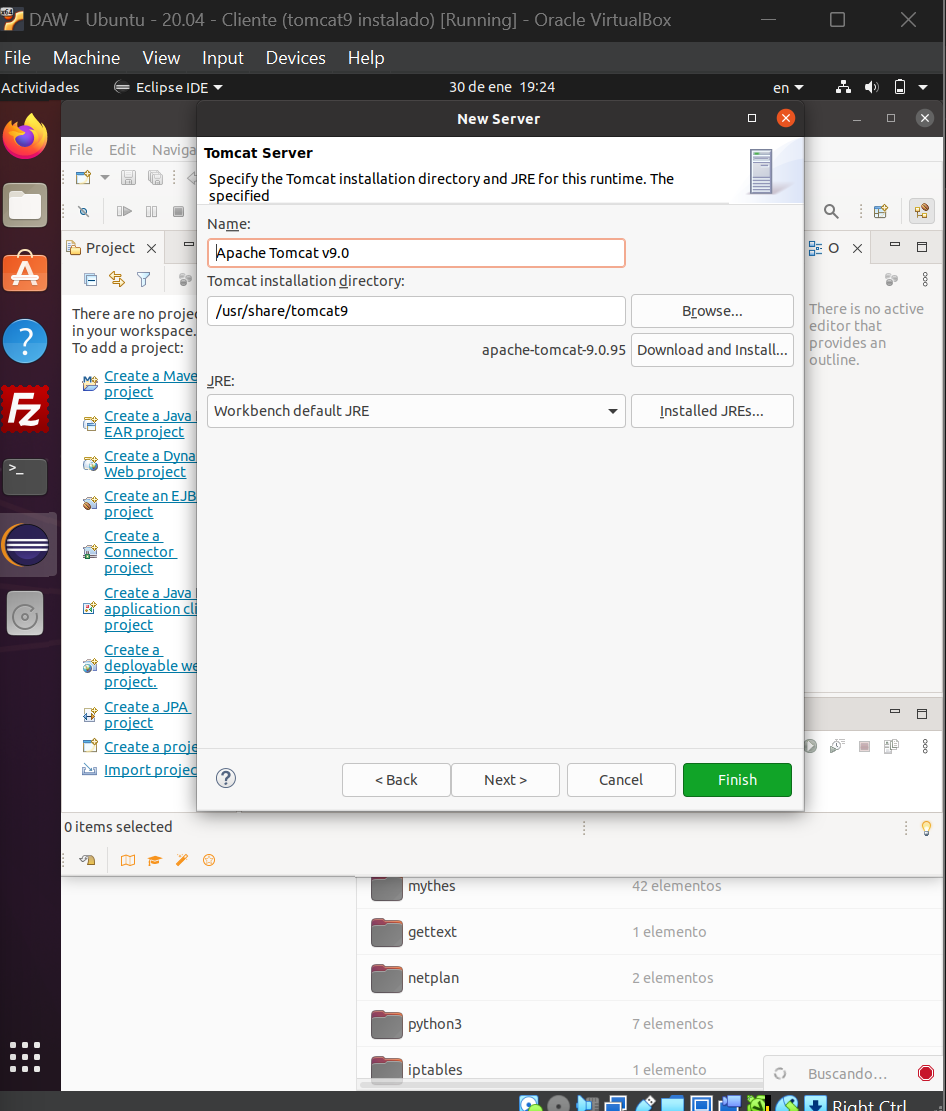 DAW - Ubuntu - 20.04 - Cliente (tomcat9 instalado) [Running] - Oracle VirtualBox
File Machine View Input Devices Help
Actividades Eclipse IDE 30 de ene 19:24 en
New Server
File Edit Naviga
Tomcat Server
Specify the Tomcat installation directory and JRE for this runtime. The
specified
Name:
Apache Tomcat v9.0
Tomcat installation directory:
/usr/share/tomcat9 Browse...
apache-tomcat-9.0.95 Download and Install...
JRE:
Workbench default JRE Installed JREs...
< Back Next > Cancel Finish
Project
There are no proje
in your workspace.
To add a project:
Create a Mave
project
Create a Java
EAR project
Create a Dyna
Web project
Create an EJB
project
Create a
Connector
project
Create a Java
application cli
project
Create a
deployable we
project.
Create a JPA
project
Create a proje
Import projec
O
There is no active
editor that
provides an
outline.
0 items selected
mythes 42 elementos
gettext 1 elemento
netplan 2 elementos
python3 7 elementos
iptables 1 elemento
Buscando...
Right Ctrl